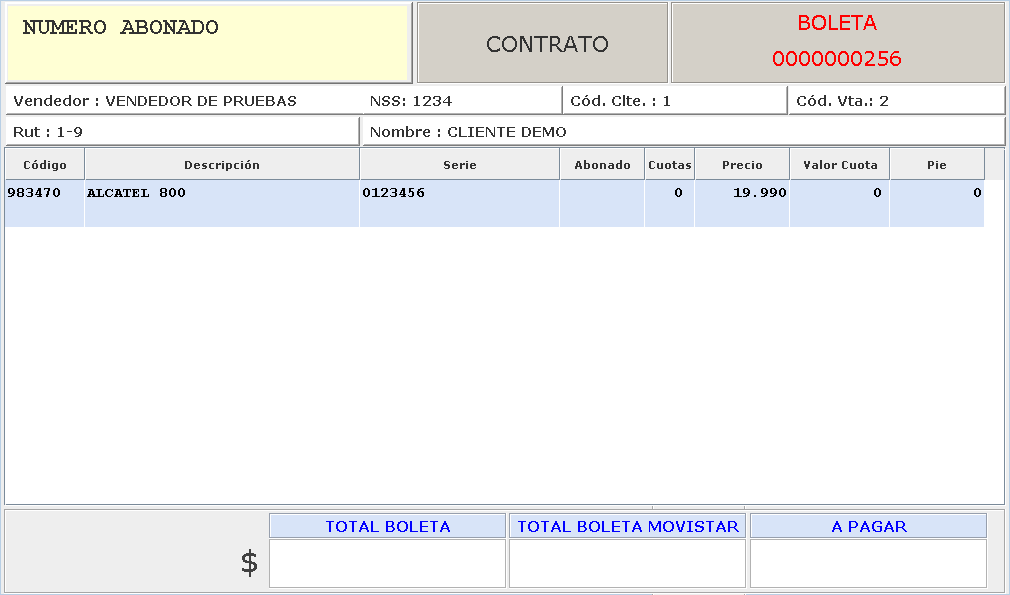 NUMERO ABONADO
CONTRATO
BOLETA
0000000256
Vendedor : VENDEDOR DE PRUEBAS NSS: 1234 Cód. Clte. : 1 Cód. Vta.: 2
Rut : 1-9 Nombre : CLIENTE DEMO
Código Descripción Serie Abonado Cuotas Precio Valor Cuota Pie
983470 ALCATEL 800 0123456 0 19.990 0 0
TOTAL BOLETA TOTAL BOLETA MOVISTAR A PAGAR
$